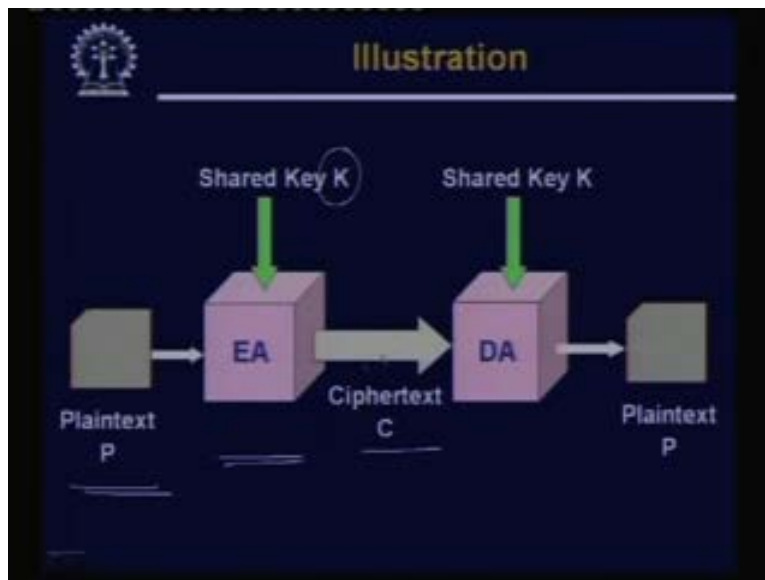 Illustration
Shared Key K
Shared Key K
EA
DA
Plaintext
P
Ciphertext
C
Plaintext
P